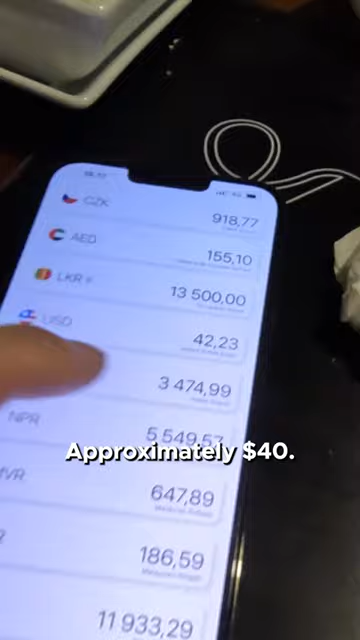 CZK
918,77
AED
155,10
LKR
13 500,00
USD
42,23
3 474,99
NPR
5 549,57
Approximately $40.
647,89
186,59
11 933,29